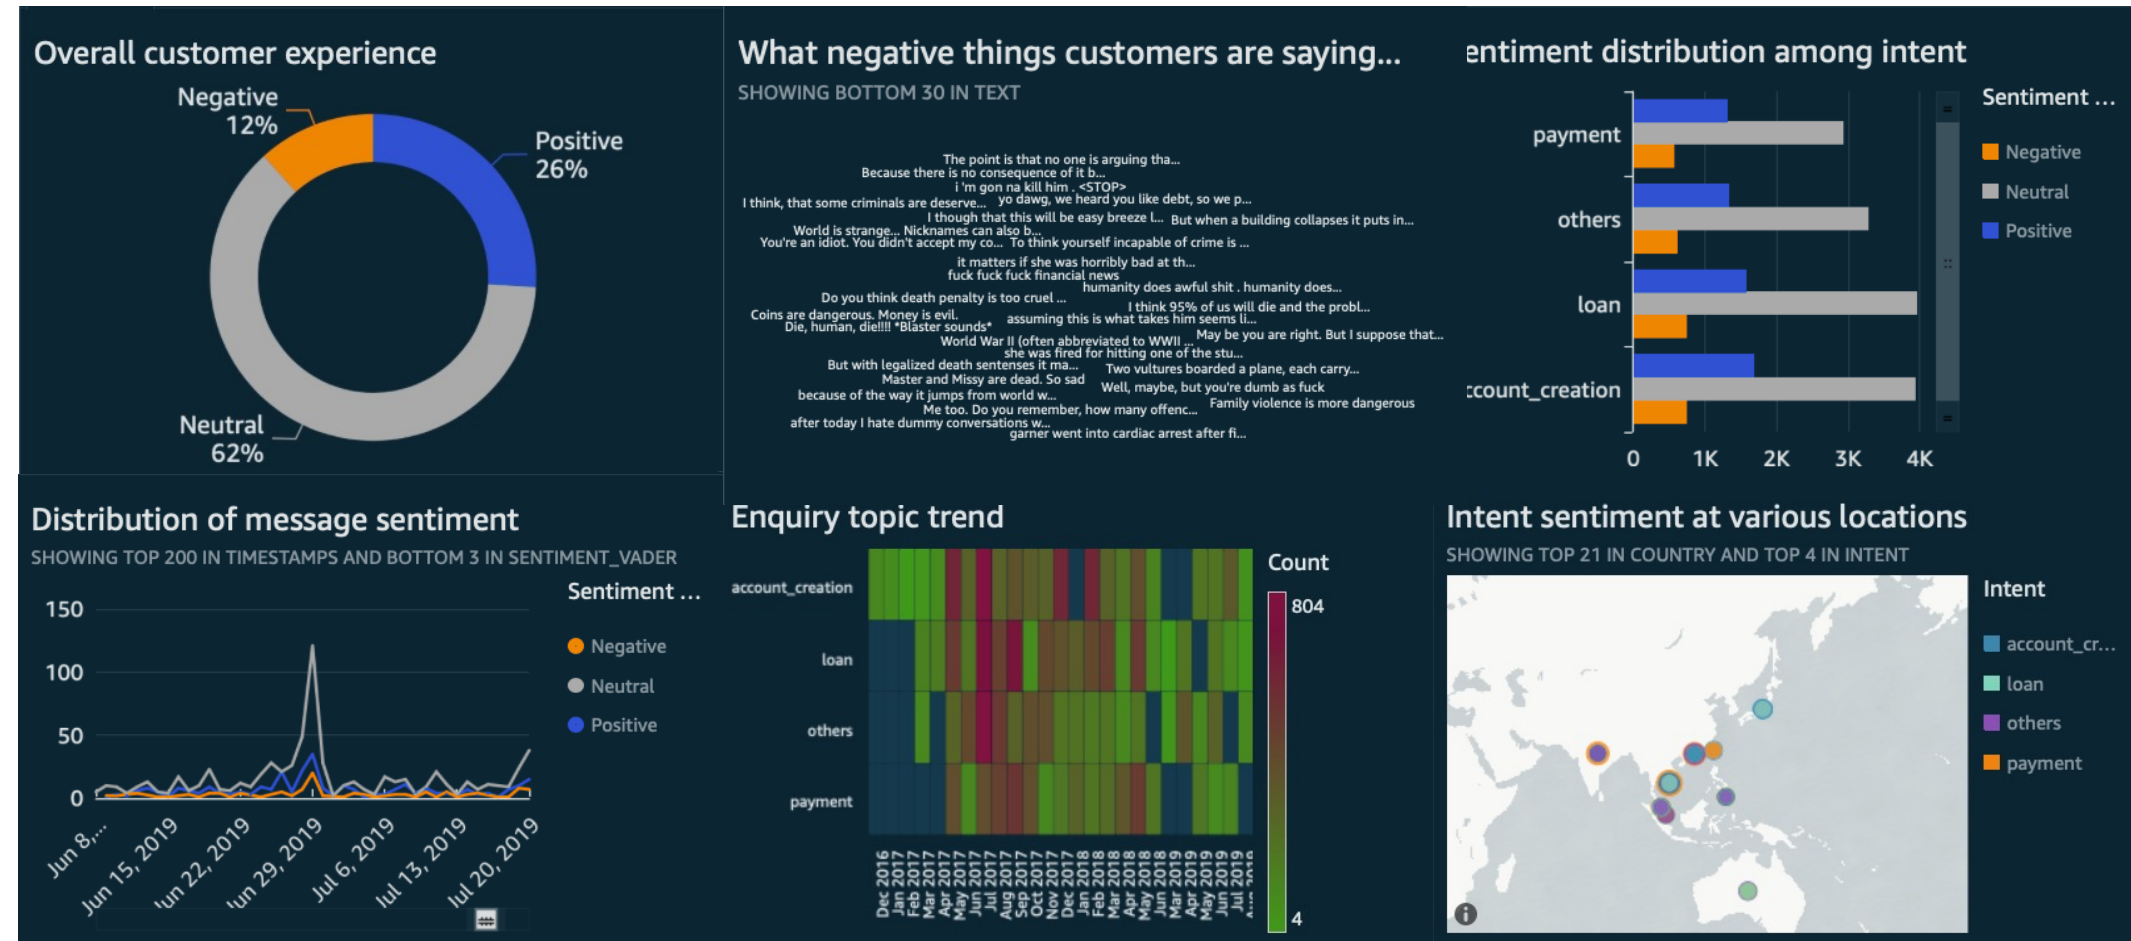 Overall customer experience
Negative
12%
Positive
26%
Neutral
62%
What negative things customers are saying...
SHOWING BOTTOM 30 IN TEXT
The point is that no one is arguing tha...
Because there is no consequence of it b...
i 'm gon na kill him . <STOP>
I think, that some criminals are deserve...
yo dawg, we heard you like debt, so we p...
I though that this will be easy breeze l...
But when a building collapses it puts in...
World is strange... Nicknames can also b...
You're an idiot. You didn't accept my co...
To think yourself incapable of crime is ...
it matters if she was horribly bad at th...
fuck fuck fuck financial news
humanity does awful shit . humanity does...
Do you think death penalty is too cruel ...
I think 95% of us will die and the probl...
Coins are dangerous. Money is evil.
assuming this is what takes him seems li...
Die, human, die!!!! *Blaster sounds*
May be you are right. But I suppose that...
World War II (often abbreviated to WWII ...
she was fired for hitting one of the stu...
But with legalized death sentences it ma...
Two vultures boarded a plane, each carry...
Master and Missy are dead. So sad
Well, maybe, but you're dumb as fuck
because of the way it jumps from world w...
Family violence is more dangerous
Me too. Do you remember, how many offenc...
after today I hate dummy conversations w...
garner went into cardiac arrest after fi...
entiment distribution among intent
payment
others
loan
ccount_creation
0
1K
2K
3K
4K
Sentiment ...
Negative
Neutral
Positive
Distribution of message sentiment
SHOWING TOP 200 IN TIMESTAMPS AND BOTTOM 3 IN SENTIMENT_VADER
150
100
50
0
Jun 8,...
Jun 15, 2019
Jun 22, 2019
Jun 29, 2019
Jul 6, 2019
Jul 13, 2019
Jul 20, 2019
Sentiment ...
Negative
Neutral
Positive
Enquiry topic trend
account_creation
loan
others
payment
Dec 2016
Jan 2017
Feb 2017
Mar 2017
Apr 2017
May 2017
Jun 2017
Jul 2017
Aug 2017
Sep 2017
Oct 2017
Nov 2017
Dec 2017
Jan 2018
Feb 2018
Mar 2018
Apr 2018
May 2018
Jun 2018
Mar 2019
Apr 2019
May 2019
Jun 2019
Jul 2019
Count
804
4
Intent sentiment at various locations
SHOWING TOP 21 IN COUNTRY AND TOP 4 IN INTENT
Intent
account_cr...
loan
others
payment